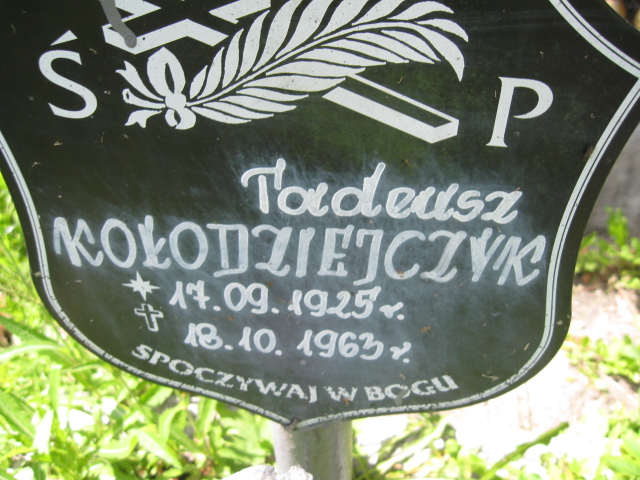 Ś P
Tadeusz
KOŁODZIEJCZYK
17.09.1925 r.
18.10.1963 r.
SPOCZYWAJ W BOGU